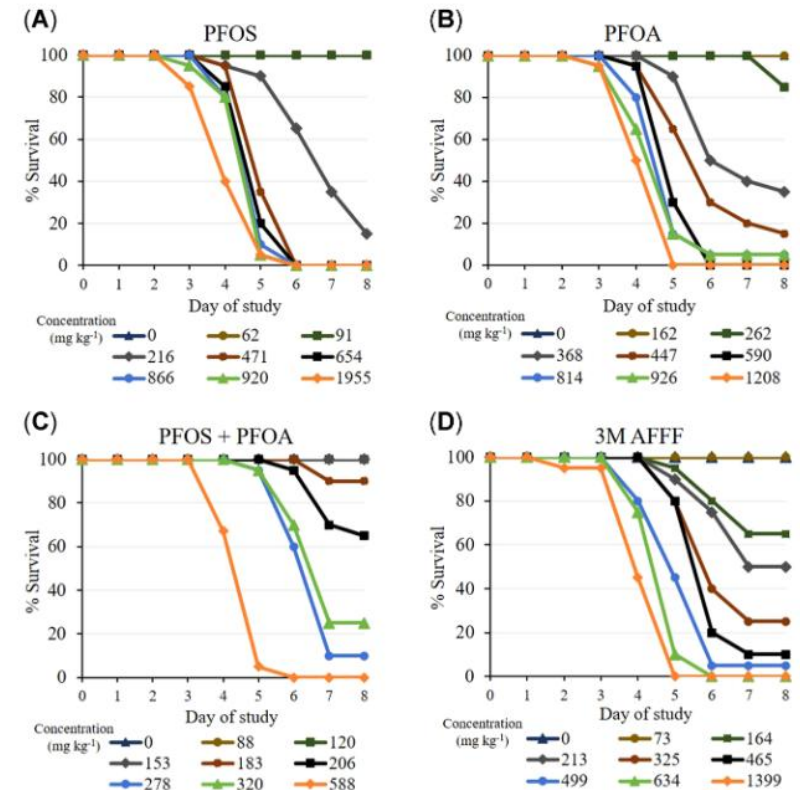 (A)
PFOS
100
80
60
40
20
0
% Survival
0 1 2 3 4 5 6 7 8
Day of study
Concentration
(mg kg⁻¹)
0 62 91
216 471 654
866 920 1955
(B)
PFOA
100
80
60
40
20
0
% Survival
0 1 2 3 4 5 6 7 8
Day of study
Concentration
(mg kg⁻¹)
0 162 262
368 447 590
814 926 1208
(C)
PFOS + PFOA
100
80
60
40
20
0
% Survival
0 1 2 3 4 5 6 7 8
Day of study
Concentration
(mg kg⁻¹)
0 88 120
153 183 206
278 320 588
(D)
3M AFFF
100
80
60
40
20
0
% Survival
0 1 2 3 4 5 6 7 8
Day of study
Concentration
(mg kg⁻¹)
0 73 164
213 325 465
499 634 1399